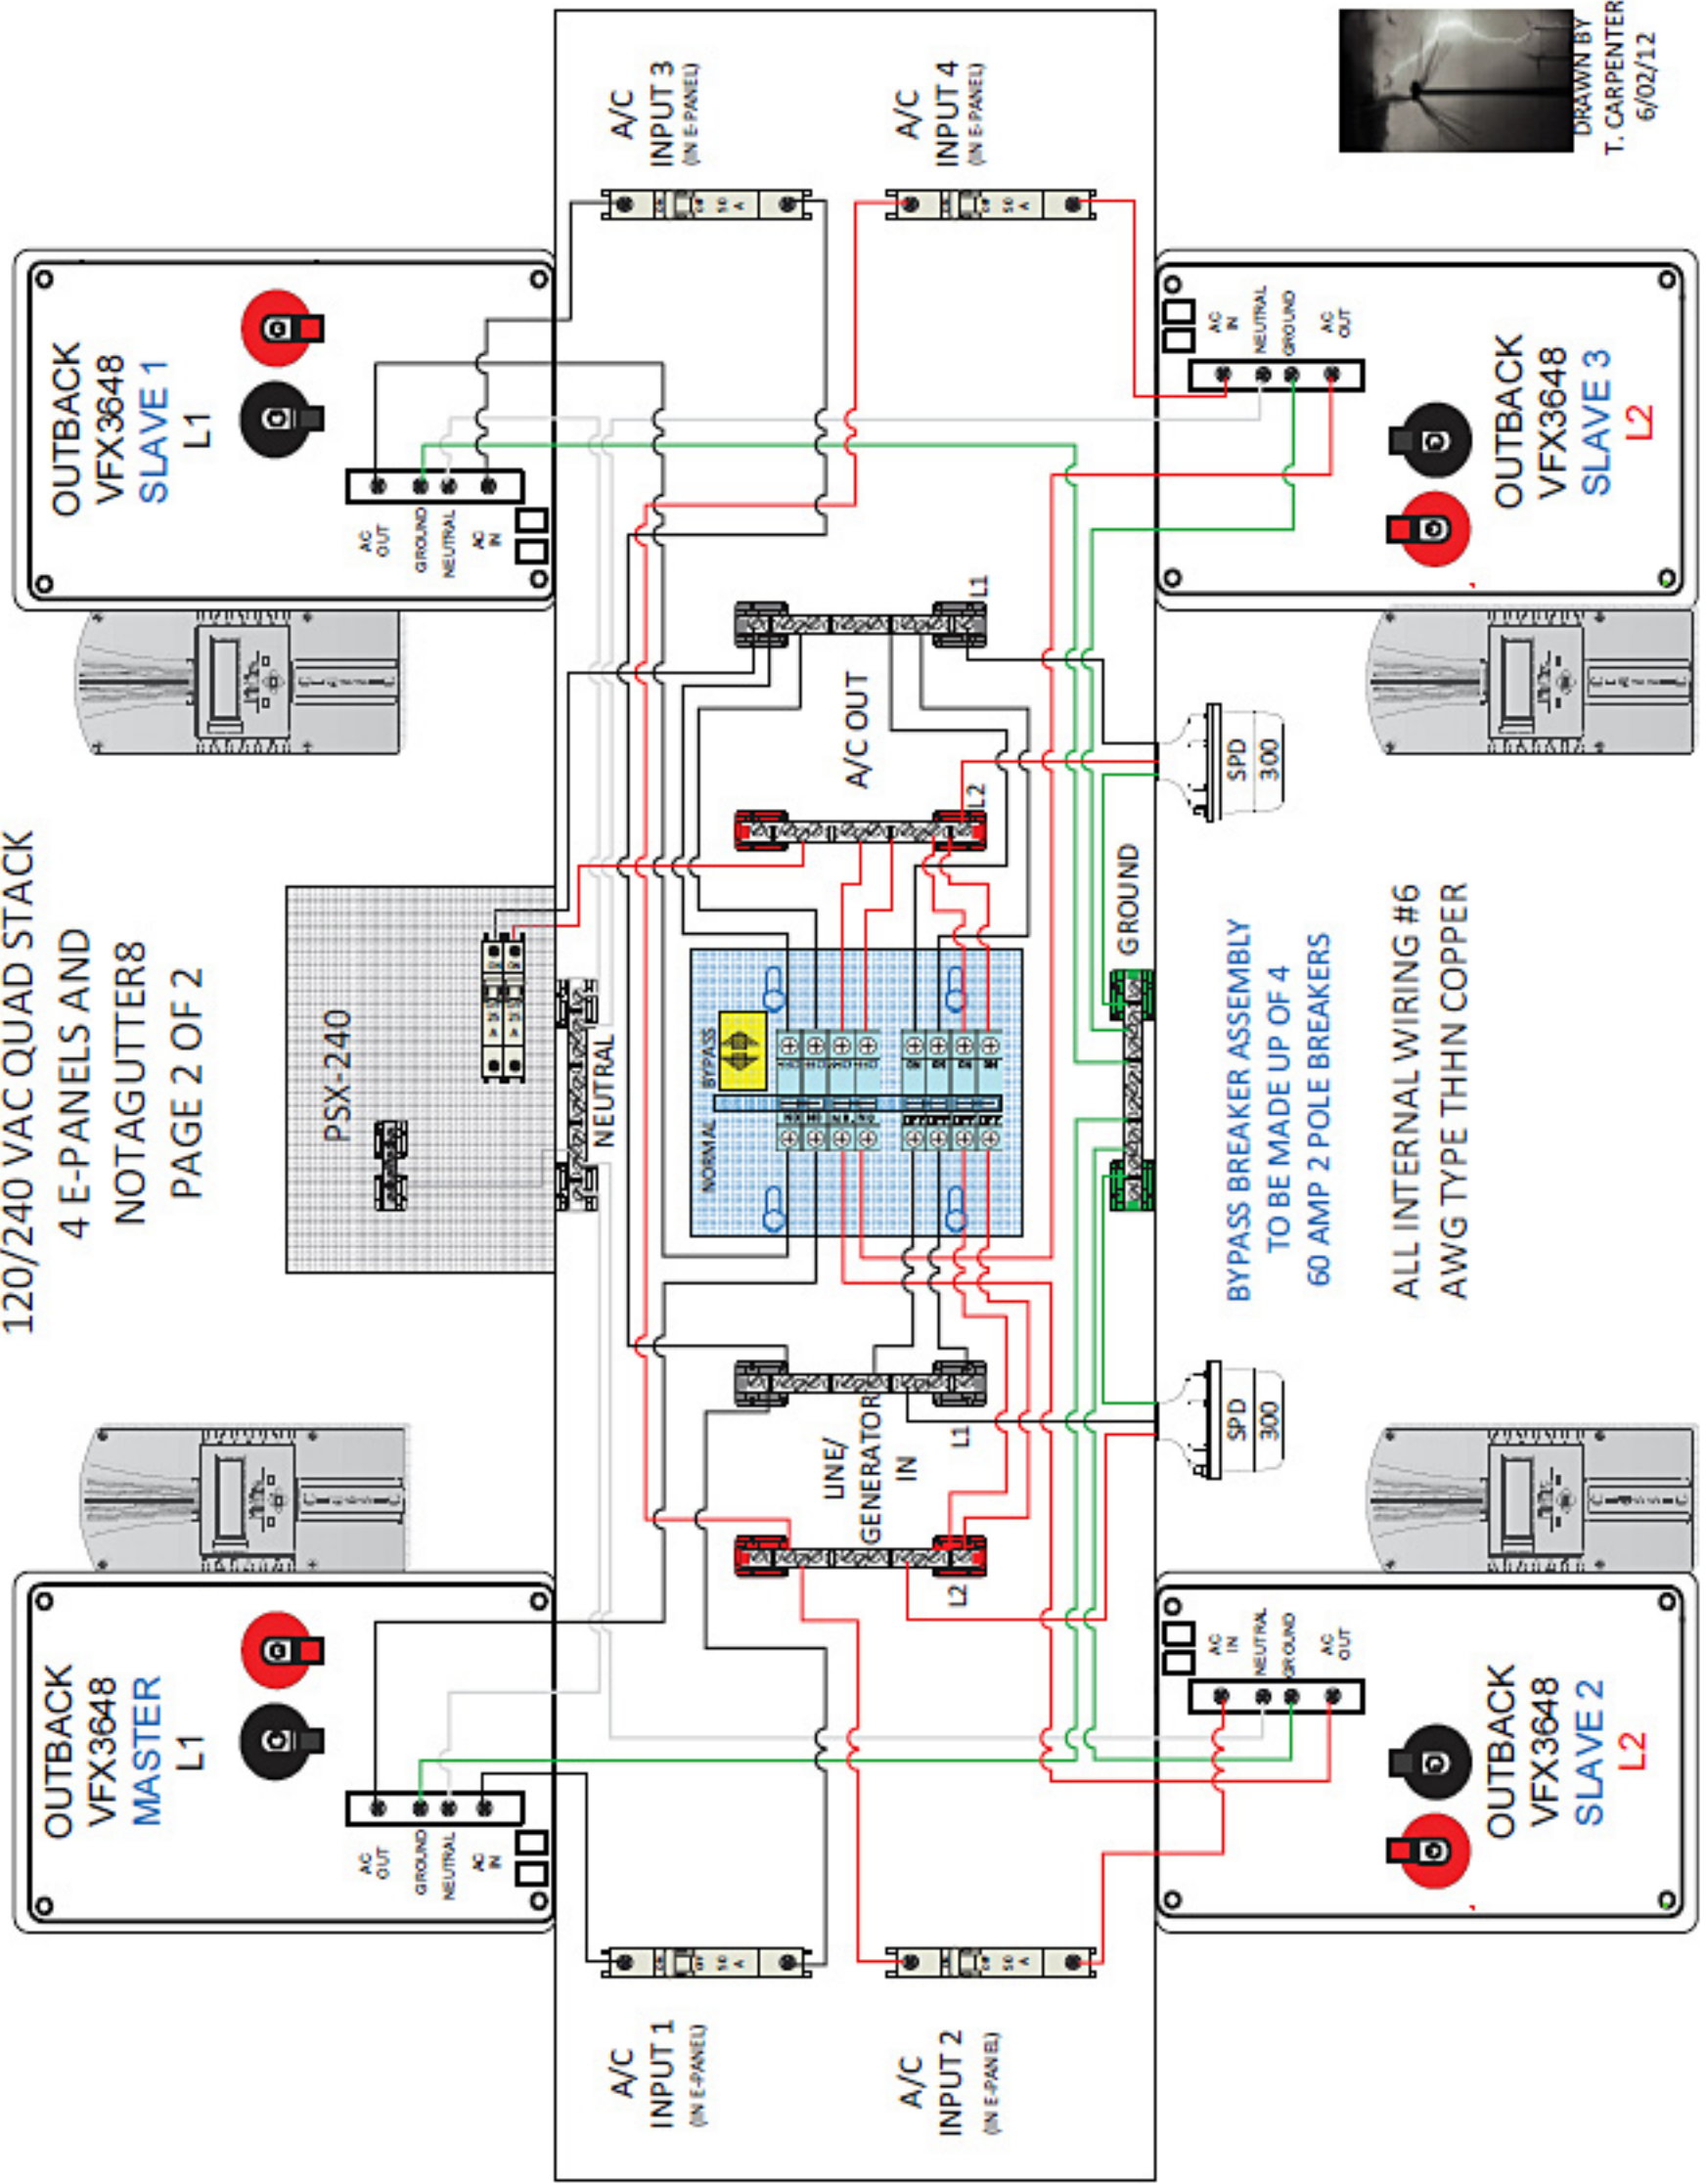 120/240 VAC QUAD STACK
4 E-PANELS AND
NOTAGUTTER8
PAGE 2 OF 2
OUTBACK
VFX3648
MASTER
L1
AC
OUT
GROUND
NEUTRAL
AC
IN
OUTBACK
VFX3648
SLAVE 1
L1
AC
OUT
GROUND
NEUTRAL
AC
IN
PSX-240
NEUTRAL
A/C
INPUT 1
(IN E-PANEL)
50
A
A/C
INPUT 2
(IN E-PANEL)
50
A
A/C
INPUT 3
(IN E-PANEL)
50
A
A/C
INPUT 4
(IN E-PANEL)
50
A
LINE/
GENERATOR
IN
L1
L2
NORMAL
BYPASS
A/C OUT
L1
L2
GROUND
SPD
300
SPD
300
BYPASS BREAKER ASSEMBLY
TO BE MADE UP OF 4
60 AMP 2 POLE BREAKERS
ALL INTERNAL WIRING #6
AWG TYPE THHN COPPER
AC
IN
NEUTRAL
GROUND
AC
OUT
OUTBACK
VFX3648
SLAVE 2
L2
AC
IN
NEUTRAL
GROUND
AC
OUT
OUTBACK
VFX3648
SLAVE 3
L2
DRAWN BY
T. CARPENTER
6/02/12